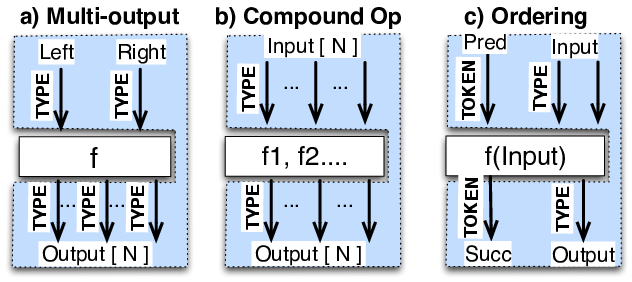 a) Multi-output
Left Right
TYPE TYPE
f
TYPE ... TYPE ... TYPE
Output [ N ]
b) Compound Op
Input [ N ]
TYPE ... ...
f1, f2....
TYPE ... ...
Output [ N ]
c) Ordering
Pred Input
TOKEN TYPE
f(Input)
TOKEN TYPE
Succ Output